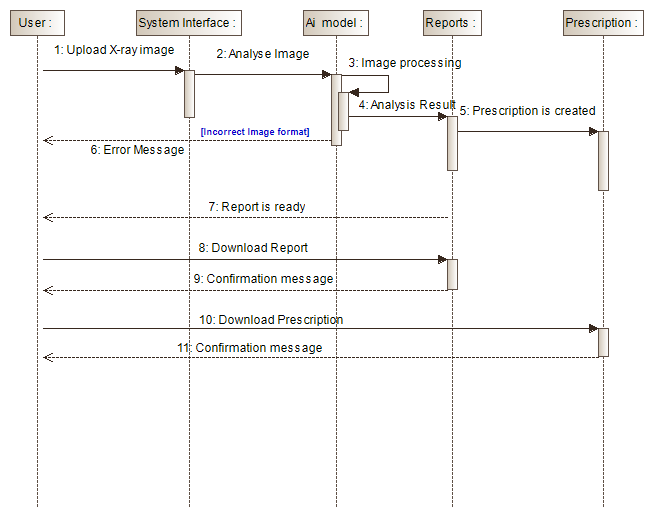 User :
System Interface :
Ai model :
Reports :
Prescription :
1: Upload X-ray image
2: Analyse Image
3: Image processing
4: Analysis Result
5: Prescription is created
[Incorrect Image format]
6: Error Message
7: Report is ready
8: Download Report
9: Confirmation message
10: Download Prescription
11: Confirmation message